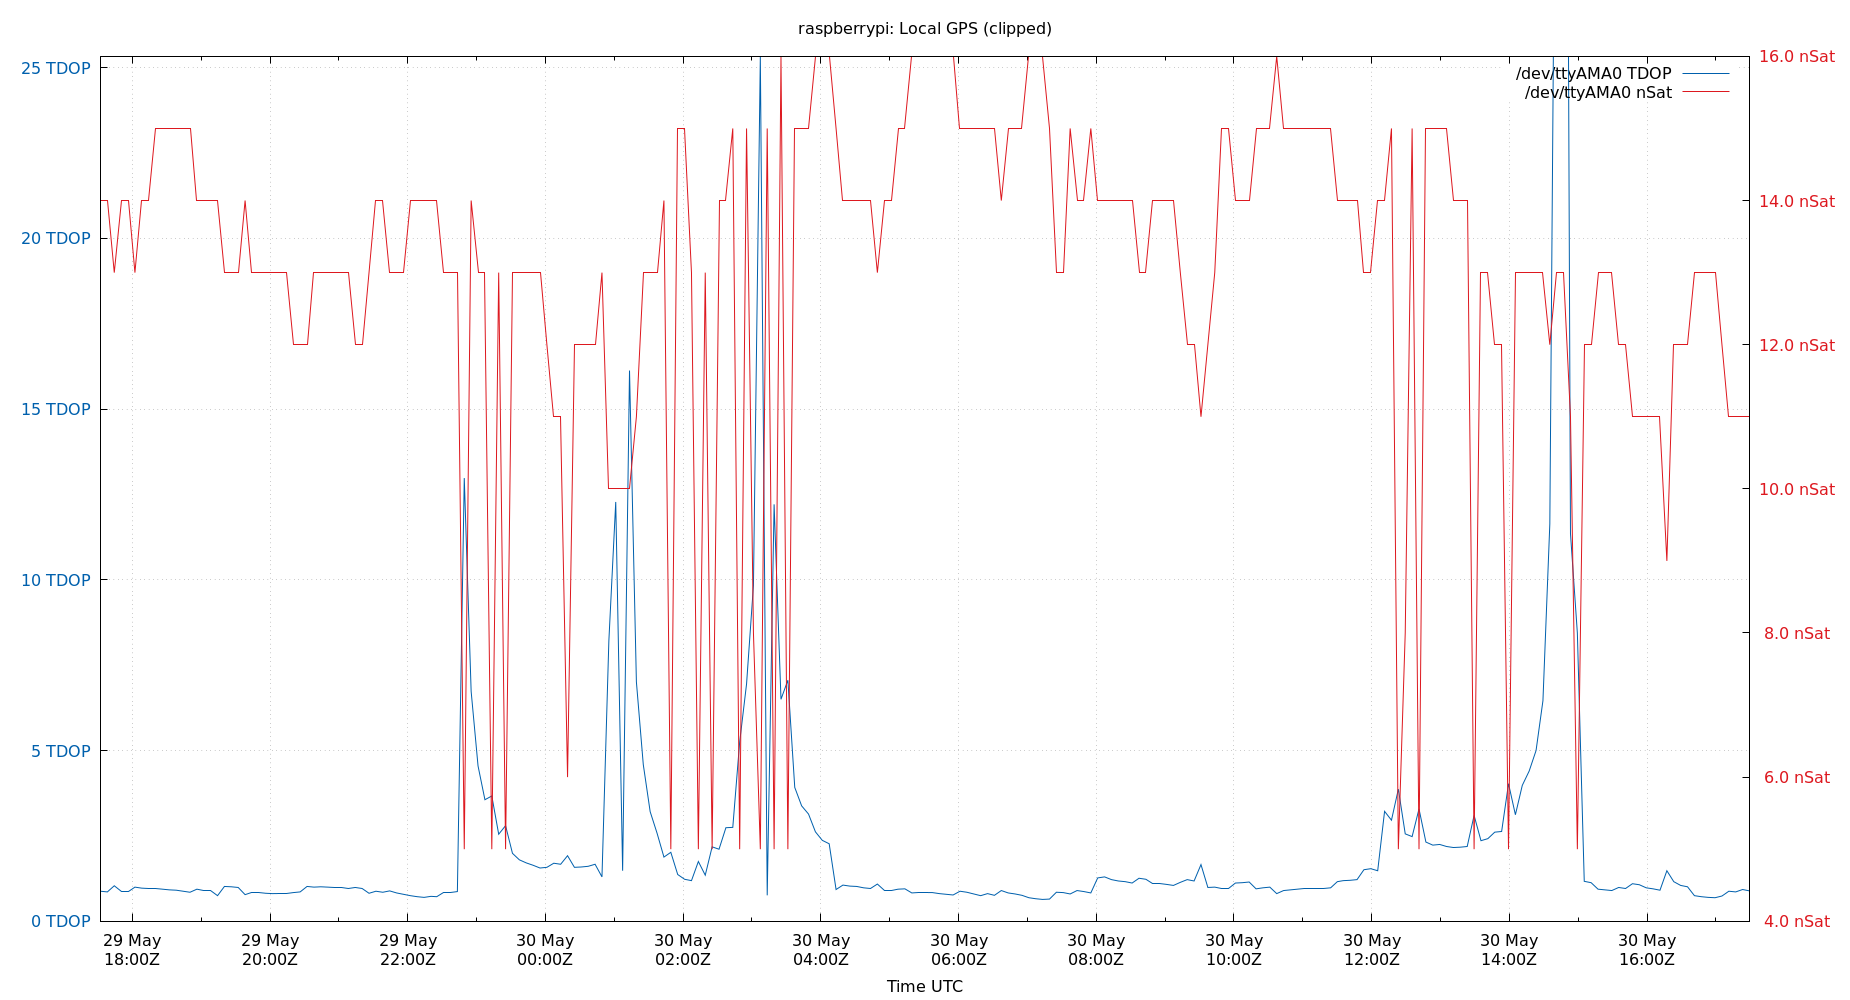 raspberrypi: Local GPS (clipped)
/dev/ttyAMA0 TDOP
/dev/ttyAMA0 nSat
25 TDOP
20 TDOP
15 TDOP
10 TDOP
5 TDOP
0 TDOP
16.0 nSat
14.0 nSat
12.0 nSat
10.0 nSat
8.0 nSat
6.0 nSat
4.0 nSat
29 May
18:00Z
29 May
20:00Z
29 May
22:00Z
30 May
00:00Z
30 May
02:00Z
30 May
04:00Z
30 May
06:00Z
30 May
08:00Z
30 May
10:00Z
30 May
12:00Z
30 May
14:00Z
30 May
16:00Z
Time UTC